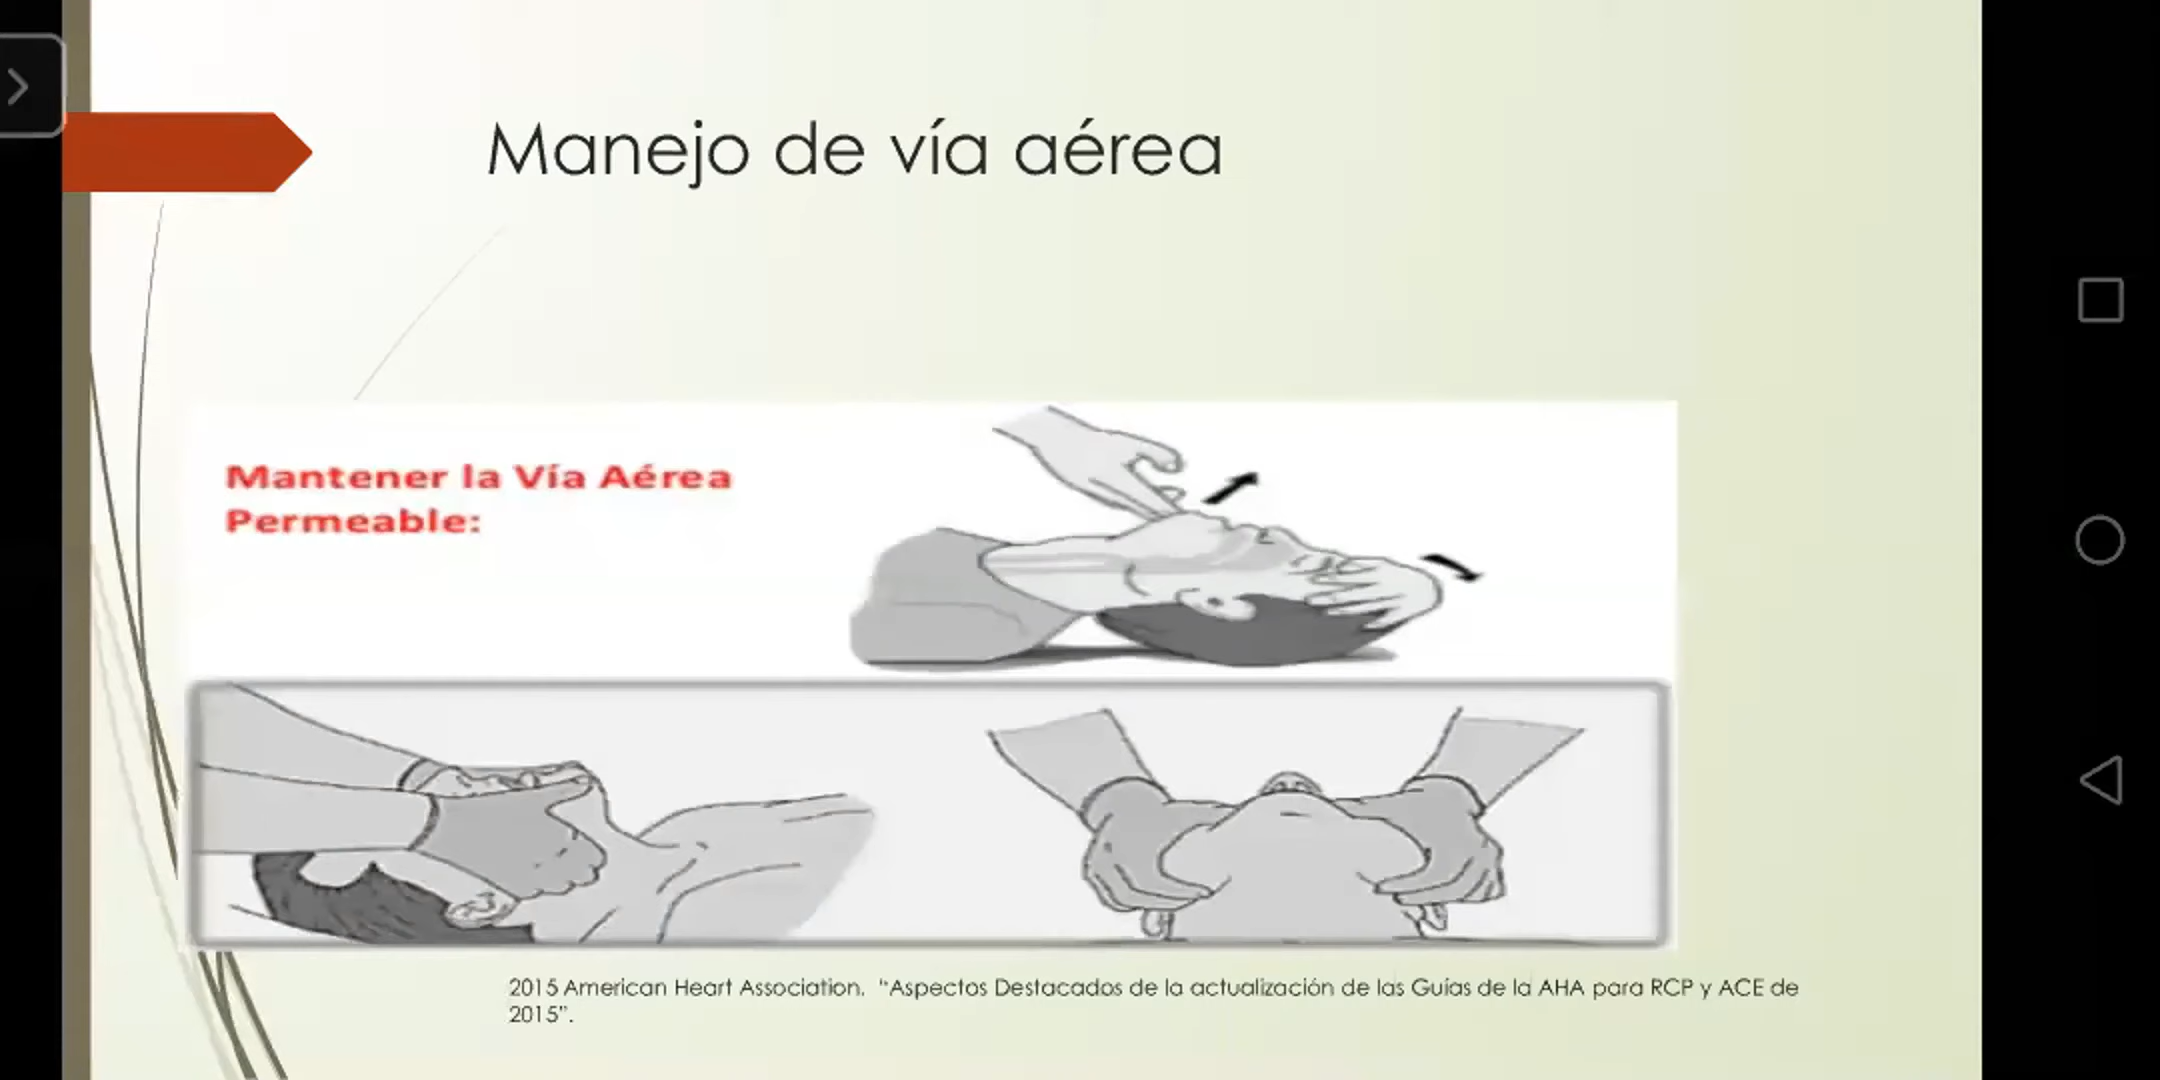 Manejo de vía aérea
Mantener la Vía Aérea
Permeable:
2015 American Heart Association. “Aspectos Destacados de la actualización de las Guías de la AHA para RCP y ACE de
2015”.